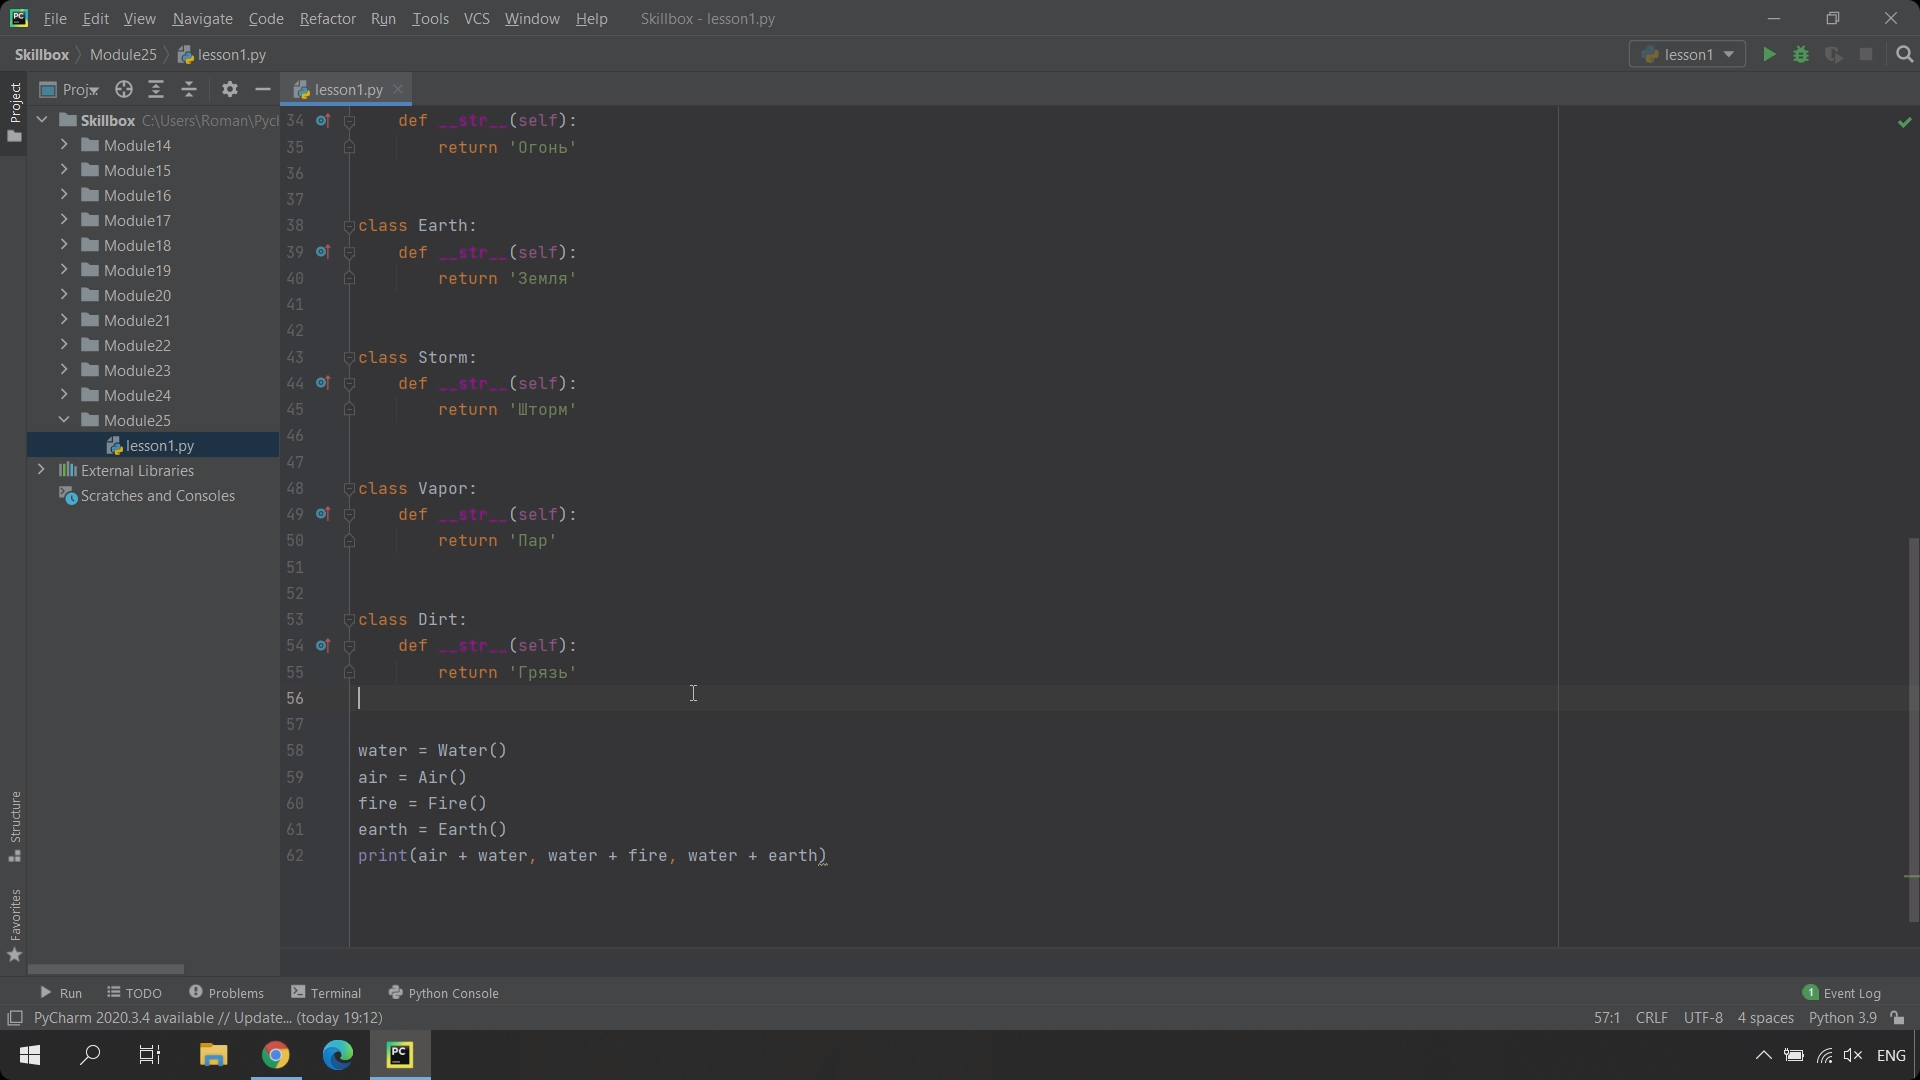 File Edit View Navigate Code Refactor Run Tools VCS Window Help Skillbox - lesson1.py
Skillbox Module25 lesson1.py lesson1
Project
Proj
lesson1.py
Skillbox C:\Users\Roman\Pycl
Module14
Module15
Module16
Module17
Module18
Module19
Module20
Module21
Module22
Module23
Module24
Module25
lesson1.py
External Libraries
Scratches and Consoles
34 def __str__(self):
35 return 'Огонь'
36
37
38 class Earth:
39 def __str__(self):
40 return 'Земля'
41
42
43 class Storm:
44 def __str__(self):
45 return 'Шторм'
46
47
48 class Vapor:
49 def __str__(self):
50 return 'Пар'
51
52
53 class Dirt:
54 def __str__(self):
55 return 'Грязь'
56
57
58 water = Water()
59 air = Air()
60 fire = Fire()
61 earth = Earth()
62 print(air + water, water + fire, water + earth)
Structure
Favorites
Run TODO Problems Terminal Python Console 1 Event Log
PyCharm 2020.3.4 available // Update... (today 19:12) 57:1 CRLF UTF-8 4 spaces Python 3.9
PC ENG